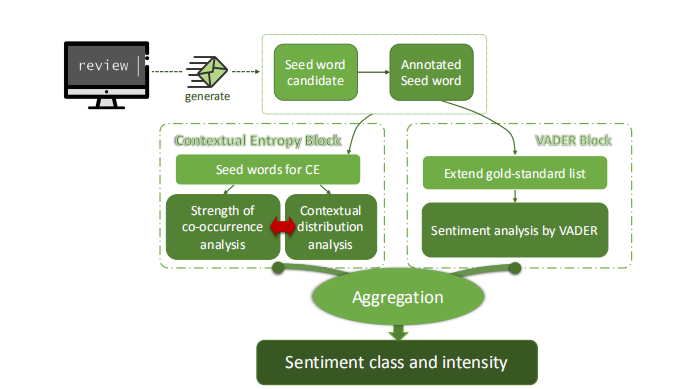 review |
generate
Seed word
candidate
Annotated
Seed word
Contextual Entropy Block
Seed words for CE
Strength of
co-occurrence
analysis
Contextual
distribution
analysis
VADER Block
Extend gold-standard list
Sentiment analysis by VADER
Aggregation
Sentiment class and intensity